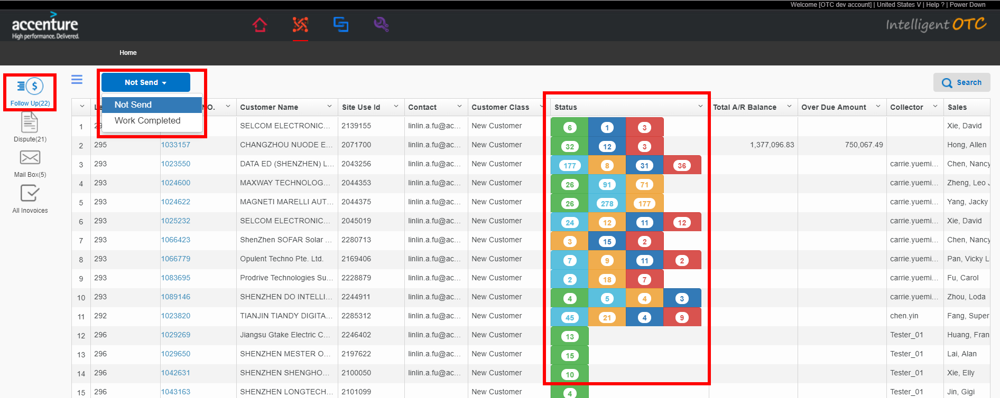 Welcome [OTC dev account] | United States V | Help ? | Power Down
accenture
High performance. Delivered.
Intelligent OTC
Home
Follow Up(22)
Dispute(21)
Mail Box(5)
All Inovoices
Not Send
Not Send
Work Completed
Search
NO. Customer Name Site Use Id Contact Customer Class Status Total A/R Balance Over Due Amount Collector Sales
1 SELCOM ELECTRONIC... 2139155 linlin.a.fu@ac... New Customer 6 1 3 Xie, David
2 295 1033157 CHANGZHOU NUODE E... 2071700 linlin.a.fu@ac... New Customer 32 12 3 1,377,096.83 750,067.49 Hong, Allen
3 293 1023550 DATA ED (SHENZHEN) L... 2043256 linlin.a.fu@ac... New Customer 177 8 31 36 carrie.yuemi... Chen, Nancy
4 293 1024600 MAXWAY TECHNOLOG... 2044353 linlin.a.fu@ac... New Customer 26 91 71 carrie.yuemi... Zheng, Leo J
5 293 1024622 MAGNETI MARELLI AUT... 2044375 linlin.a.fu@ac... New Customer 26 278 177 carrie.yuemi... Yang, Jacky
6 293 1025232 SELCOM ELECTRONIC... 2045019 linlin.a.fu@ac... New Customer 24 12 11 12 carrie.yuemi... Xie, David
7 293 1066423 ShenZhen SOFAR Solar ... 2280713 linlin.a.fu@ac... New Customer 3 15 2 carrie.yuemi... Chen, Nancy
8 293 1066779 Opulent Techno Pte. Ltd. 2169406 linlin.a.fu@ac... New Customer 7 9 11 2 carrie.yuemi... Pan, Vicky Li
9 293 1083695 Prodrive Technologies Su... 2228879 linlin.a.fu@ac... New Customer 2 18 7 carrie.yuemi... Fu, Carol
10 293 1089146 SHENZHEN DO INTELLI... 2244911 linlin.a.fu@ac... New Customer 4 5 4 3 carrie.yuemi... Zhou, Loda
11 292 1023820 TIANJIN TIANDY DIGITA... 2285312 linlin.a.fu@ac... New Customer 45 21 4 9 chen.yin Fang, Super
12 296 1029269 Jiangsu Gtake Electric C... 2246402 linlin.a.fu@ac... New Customer 13 Tester_01 Huang, Fran
13 296 1029650 SHENZHEN MESTER O... 2197622 linlin.a.fu@ac... New Customer 15 Tester_01 Lai, Alan
14 296 1042631 SHENZHEN SHENGHO... 2100050 linlin.a.fu@ac... New Customer 10 Tester_01 Xie, Elly
15 296 1043163 SHENZHEN LONGTECH... 2101099 New Customer 4 Tester_01 Jin, Gigi